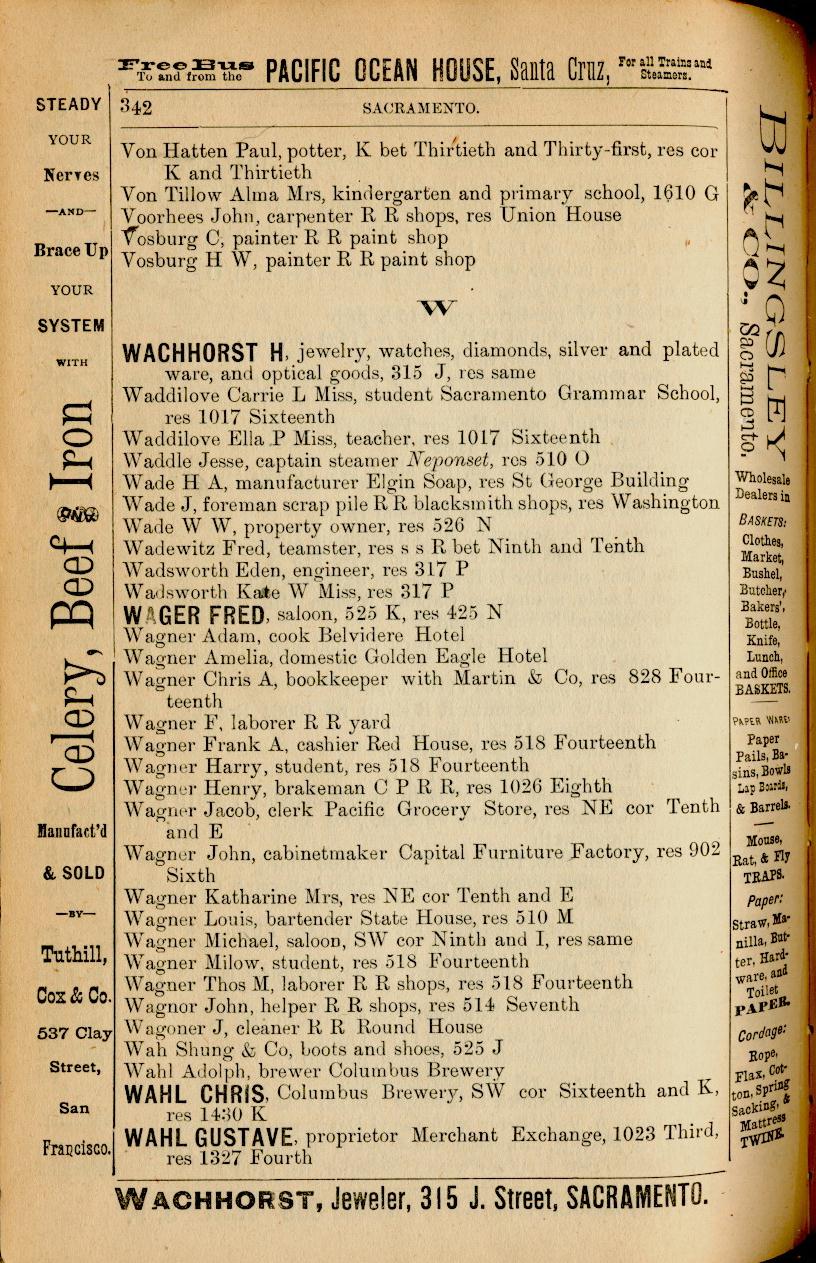 Free Bus
To and from the
PACIFIC OCEAN HOUSE, Santa Cruz,
For all Trains and
Steamers.
342
SACRAMENTO.
Von Hatten Paul, potter, K bet Thirtieth and Thirty-first, res cor
K and Thirtieth
Von Tillow Alma Mrs, kindergarten and primary school, 1610 G
Voorhees John, carpenter R R shops, res Union House
Vosburg C, painter R R paint shop
Vosburg H W, painter R R paint shop
W
WACHHORST H, jewelry, watches, diamonds, silver and plated
ware, and optical goods, 315 J, res same
Waddilove Carrie L Miss, student Sacramento Grammar School,
res 1017 Sixteenth
Waddilove Ella P Miss, teacher, res 1017 Sixteenth
Waddle Jesse, captain steamer Neponset, res 510 O
Wade H A, manufacturer Elgin Soap, res St George Building
Wade J, foreman scrap pile R R blacksmith shops, res Washington
Wade W W, property owner, res 526 N
Wadewitz Fred, teamster, res s s R bet Ninth and Tenth
Wadsworth Eden, engineer, res 317 P
Wadsworth Kate W Miss, res 317 P
WAGER FRED, saloon, 525 K, res 425 N
Wagner Adam, cook Belvidere Hotel
Wagner Amelia, domestic Golden Eagle Hotel
Wagner Chris A, bookkeeper with Martin & Co, res 828 Four-
teenth
Wagner F, laborer R R yard
Wagner Frank A, cashier Red House, res 518 Fourteenth
Wagner Harry, student, res 518 Fourteenth
Wagner Henry, brakeman C P R R, res 1026 Eighth
Wagner Jacob, clerk Pacific Grocery Store, res NE cor Tenth
and E
Wagner John, cabinetmaker Capital Furniture Factory, res 902
Sixth
Wagner Katharine Mrs, res NE cor Tenth and E
Wagner Louis, bartender State House, res 510 M
Wagner Michael, saloon, SW cor Ninth and I, res same
Wagner Milow, student, res 518 Fourteenth
Wagner Thos M, laborer R R shops, res 518 Fourteenth
Wagnor John, helper R R shops, res 514 Seventh
Wagoner J, cleaner R R Round House
Wah Shung & Co, boots and shoes, 525 J
Wahl Adolph, brewer Columbus Brewery
WAHL CHRIS, Columbus Brewery, SW cor Sixteenth and K,
res 1430 K
WAHL GUSTAVE, proprietor Merchant Exchange, 1023 Third,
res 1327 Fourth
WACHHORST, Jeweler, 315 J. Street, SACRAMENTO.
STEADY
YOUR
Nerves
—AND—
Brace Up
YOUR
SYSTEM
WITH
Celery, Beef AND Iron
Manufact'd
& SOLD
—BY—
Tuthill,
Cox & Co.
537 Clay
Street,
San
Francisco.
BILLINGSLEY
& CO., Sacramento.
Wholesale
Dealers in
BASKETS:
Clothes,
Market,
Bushel,
Butcher,
Bakers',
Bottle,
Knife,
Lunch,
and Office
BASKETS.
PAPER WARE:
Paper
Pails, Ba-
sins, Bowls
Lap Boards,
& Barrels.
Mouse,
Rat, & Fly
TRAPS.
Paper:
Straw, Ma-
nilla, But-
ter, Hard-
ware, and
Toilet
PAPER.
Cordage:
Rope,
Flax, Cot-
ton, Spring
Sacking, &
Mattress
TWINE.